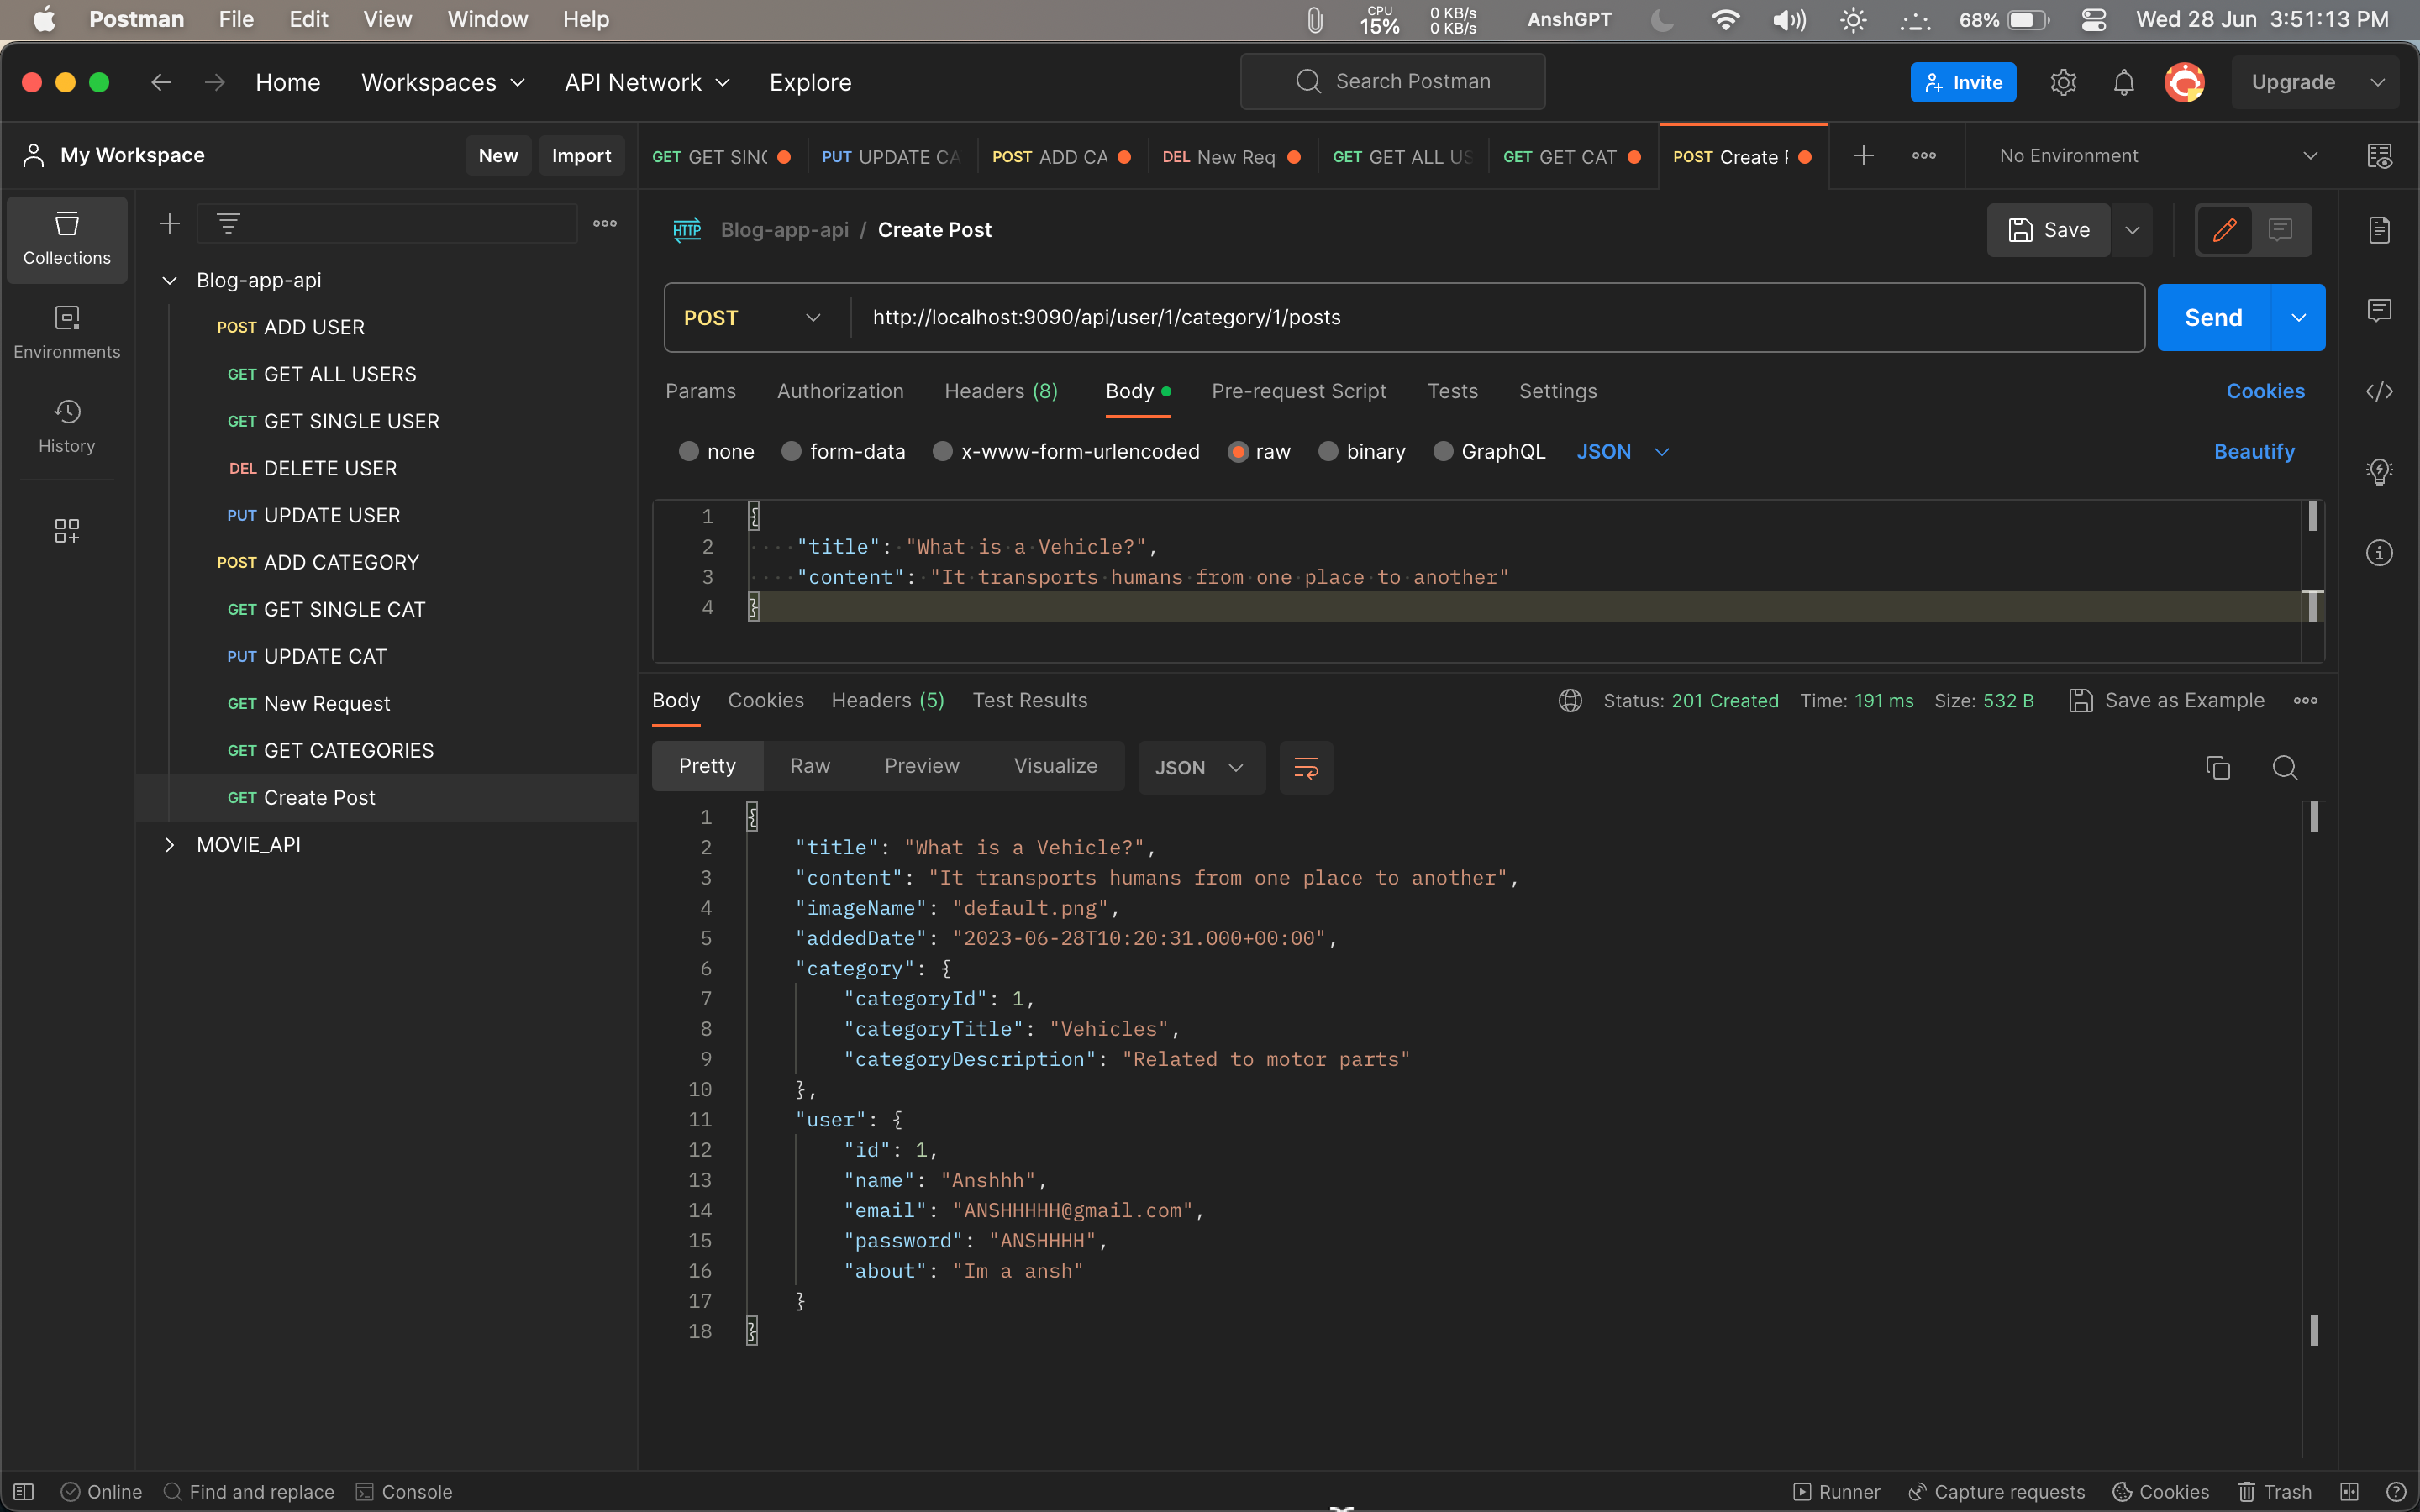 Postman File Edit View Window Help CPU 15% 0 KB/s 0 KB/s AnshGPT 68% Wed 28 Jun 3:51:13 PM
Home Workspaces API Network Explore Search Postman Invite Upgrade
My Workspace New Import GET GET SIN PUT UPDATE CA POST ADD CA DEL New Req GET GET ALL US GET GET CAT POST Create No Environment
Collections
Environments
History
Blog-app-api
POST ADD USER
GET GET ALL USERS
GET GET SINGLE USER
DEL DELETE USER
PUT UPDATE USER
POST ADD CATEGORY
GET GET SINGLE CAT
PUT UPDATE CAT
GET New Request
GET GET CATEGORIES
GET Create Post
MOVIE_API
HTTP Blog-app-api / Create Post Save
POST http://localhost:9090/api/user/1/category/1/posts Send
Params Authorization Headers (8) Body Pre-request Script Tests Settings Cookies
none form-data x-www-form-urlencoded raw binary GraphQL JSON Beautify
1 {
2 "title": "What is a Vehicle?",
3 "content": "It transports humans from one place to another"
4 }
Body Cookies Headers (5) Test Results Status: 201 Created Time: 191 ms Size: 532 B Save as Example
Pretty Raw Preview Visualize JSON
1 {
2 "title": "What is a Vehicle?",
3 "content": "It transports humans from one place to another",
4 "imageName": "default.png",
5 "addedDate": "2023-06-28T10:20:31.000+00:00",
6 "category": {
7 "categoryId": 1,
8 "categoryTitle": "Vehicles",
9 "categoryDescription": "Related to motor parts"
10 },
11 "user": {
12 "id": 1,
13 "name": "Anshhh",
14 "email": "ANSHHHHH@gmail.com",
15 "password": "ANSHHHH",
16 "about": "Im a ansh"
17 }
18 }
Online Find and replace Console Runner Capture requests Cookies Trash